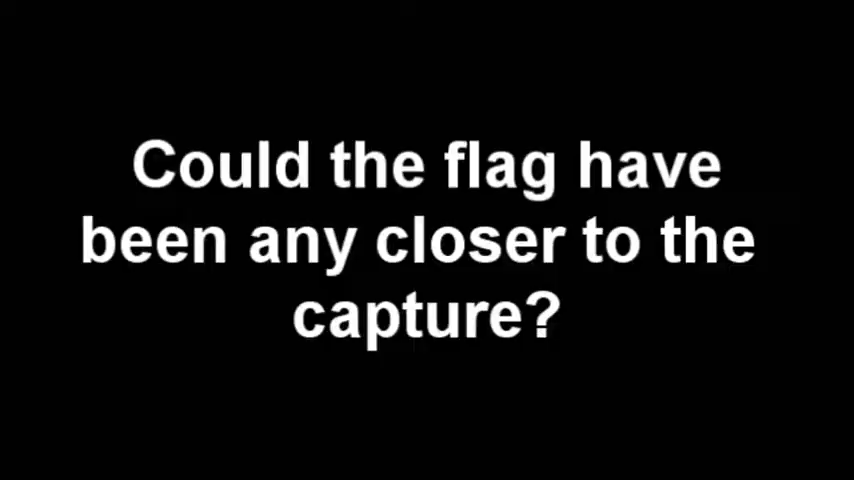 Could the flag have
been any closer to the
capture?